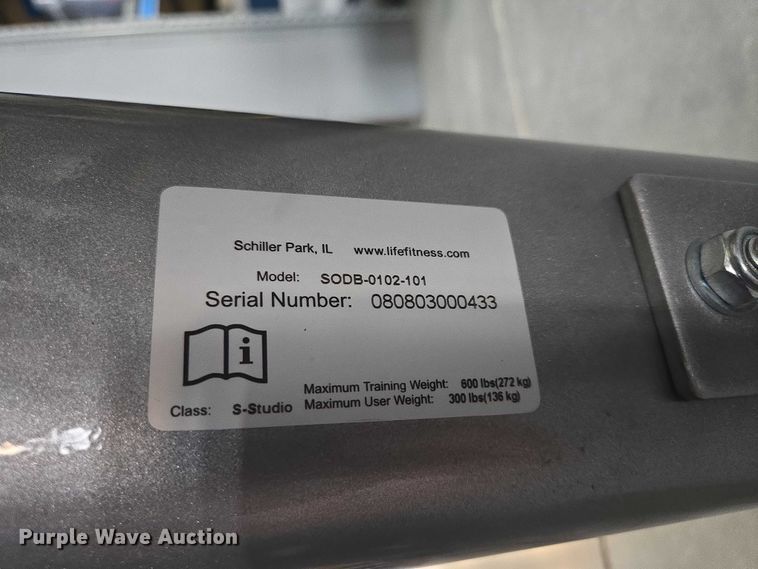 Schiller Park, IL www.lifefitness.com
Model: SODB-0102-101
Serial Number: 080803000433
i
Maximum Training Weight: 600 lbs(272 kg)
Class: S-Studio Maximum User Weight: 300 lbs(136 kg)
Purple Wave Auction